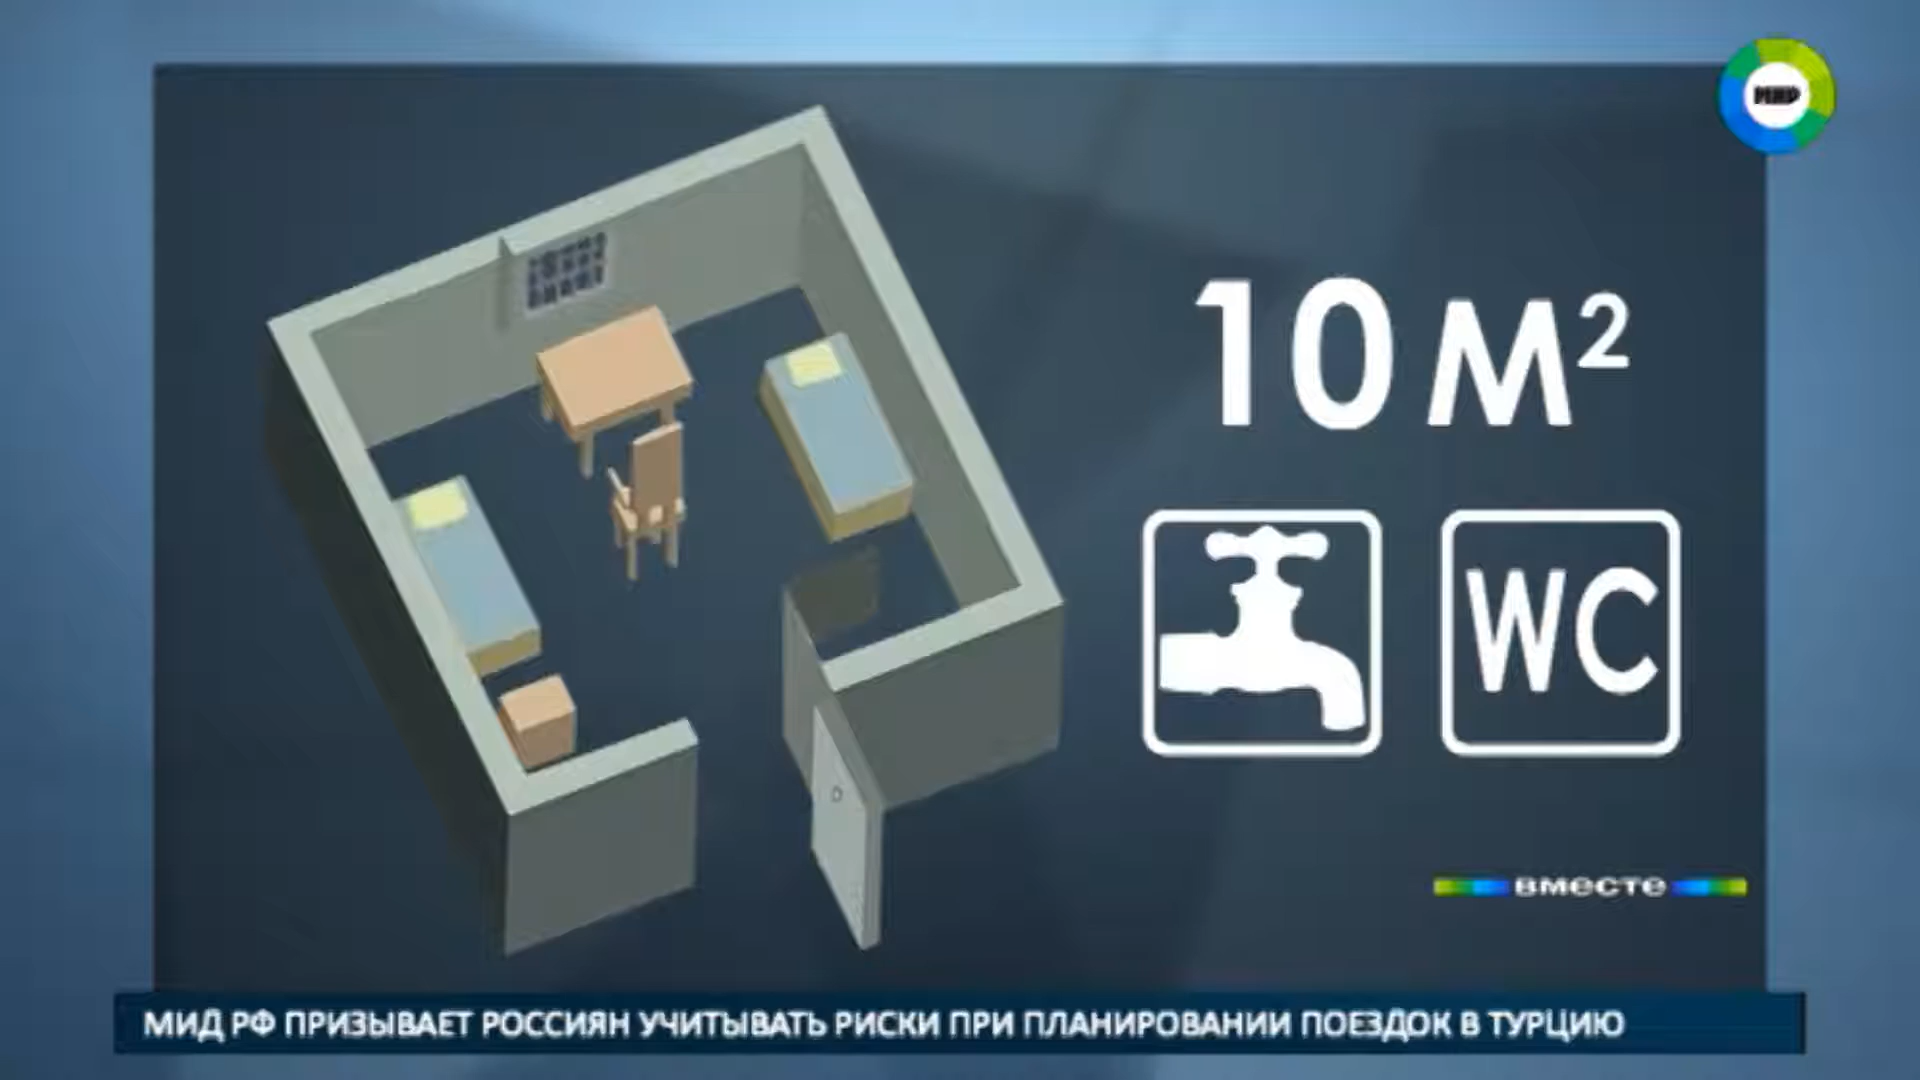 МИР
10 М²
WC
вместе
МИД РФ ПРИЗЫВАЕТ РОССИЯН УЧИТЫВАТЬ РИСКИ ПРИ ПЛАНИРОВАНИИ ПОЕЗДОК В ТУРЦИЮ